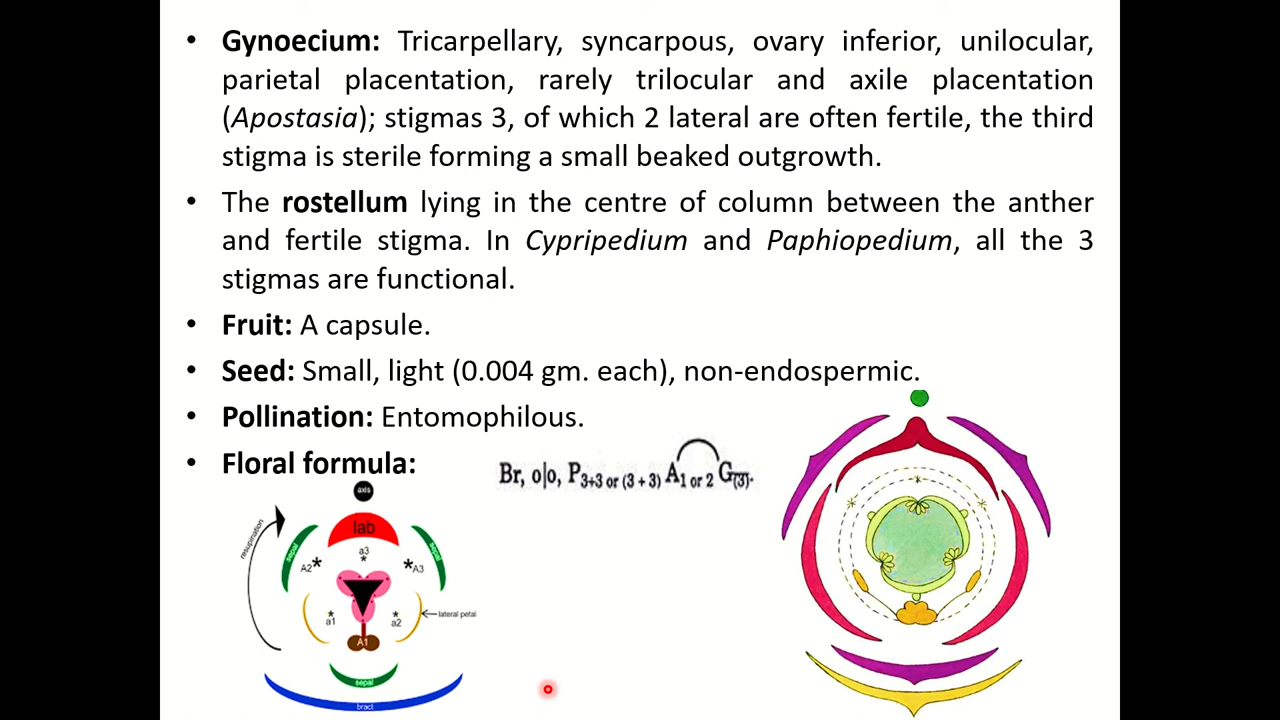 • Gynoecium: Tricarpellary, syncarpous, ovary inferior, unilocular,
parietal placentation, rarely trilocular and axile placentation
(Apostasia); stigmas 3, of which 2 lateral are often fertile, the third
stigma is sterile forming a small beaked outgrowth.
• The rostellum lying in the centre of column between the anther
and fertile stigma. In Cypripedium and Paphiopedium, all the 3
stigmas are functional.
• Fruit: A capsule.
• Seed: Small, light (0.004 gm. each), non-endospermic.
• Pollination: Entomophilous.
• Floral formula:
Br, o|o, P3+3 or (3 + 3) A1 or 2 G(3).
axis
lab
resupination
sepal
sepal
a3
A2*
*A3
a1
a2
lateral petal
A1
sepal
bract